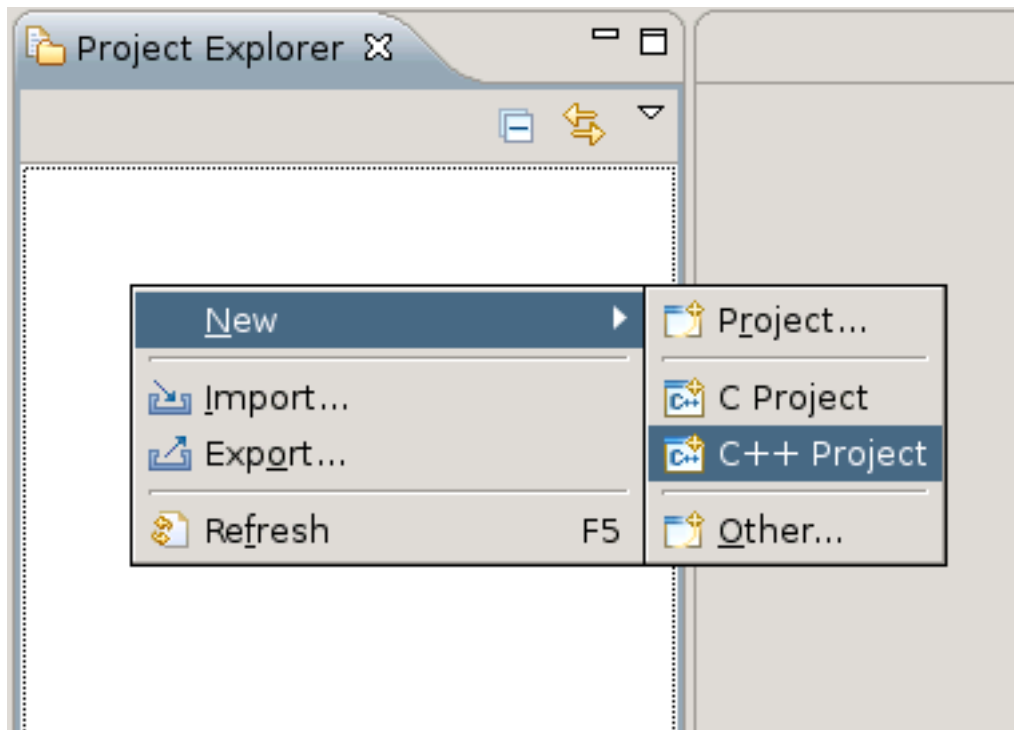 Project Explorer
New
Import...
Export...
Refresh F5
Project...
C Project
C++ Project
Other...